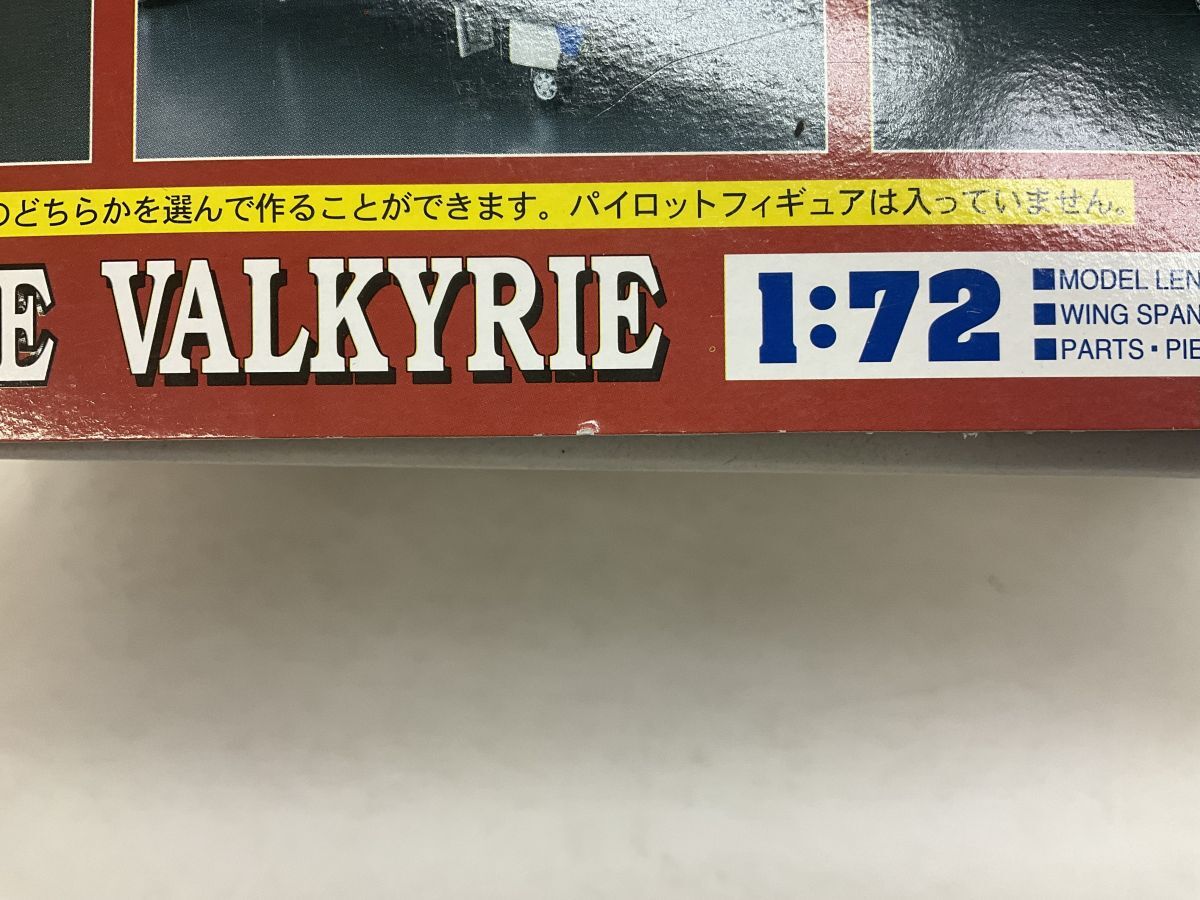 のどちらかを選んで作ることができます。パイロットフィギュアは入っていません。
E VALKYRIE
1:72
■MODEL LEN
■WING SPAN
■PARTS・PIE